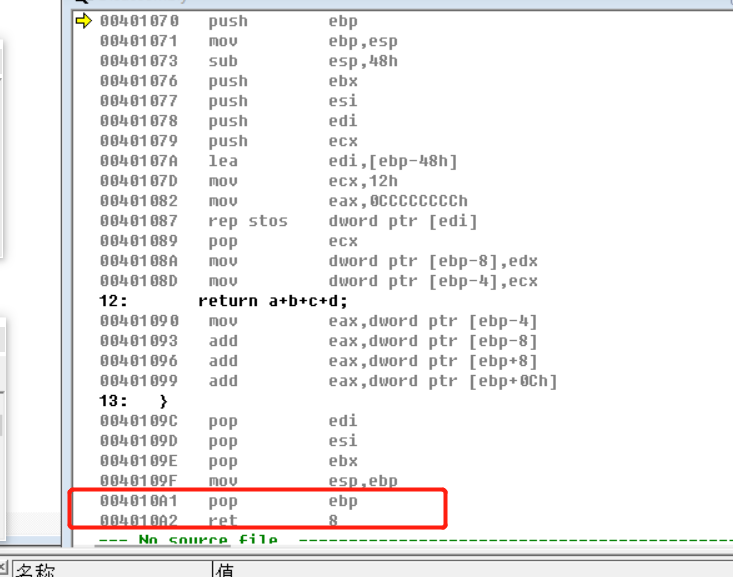 00401070 push ebp
00401071 mov ebp,esp
00401073 sub esp,48h
00401076 push ebx
00401077 push esi
00401078 push edi
00401079 push ecx
0040107A lea edi,[ebp-48h]
0040107D mov ecx,12h
00401082 mov eax,0CCCCCCCCh
00401087 rep stos dword ptr [edi]
00401089 pop ecx
0040108A mov dword ptr [ebp-8],edx
0040108D mov dword ptr [ebp-4],ecx
12: return a+b+c+d;
00401090 mov eax,dword ptr [ebp-4]
00401093 add eax,dword ptr [ebp-8]
00401096 add eax,dword ptr [ebp+8]
00401099 add eax,dword ptr [ebp+0Ch]
13: }
0040109C pop edi
0040109D pop esi
0040109E pop ebx
0040109F mov esp,ebp
004010A1 pop ebp
004010A2 ret 8
--- No source file ---------------------------------------------
名称 值